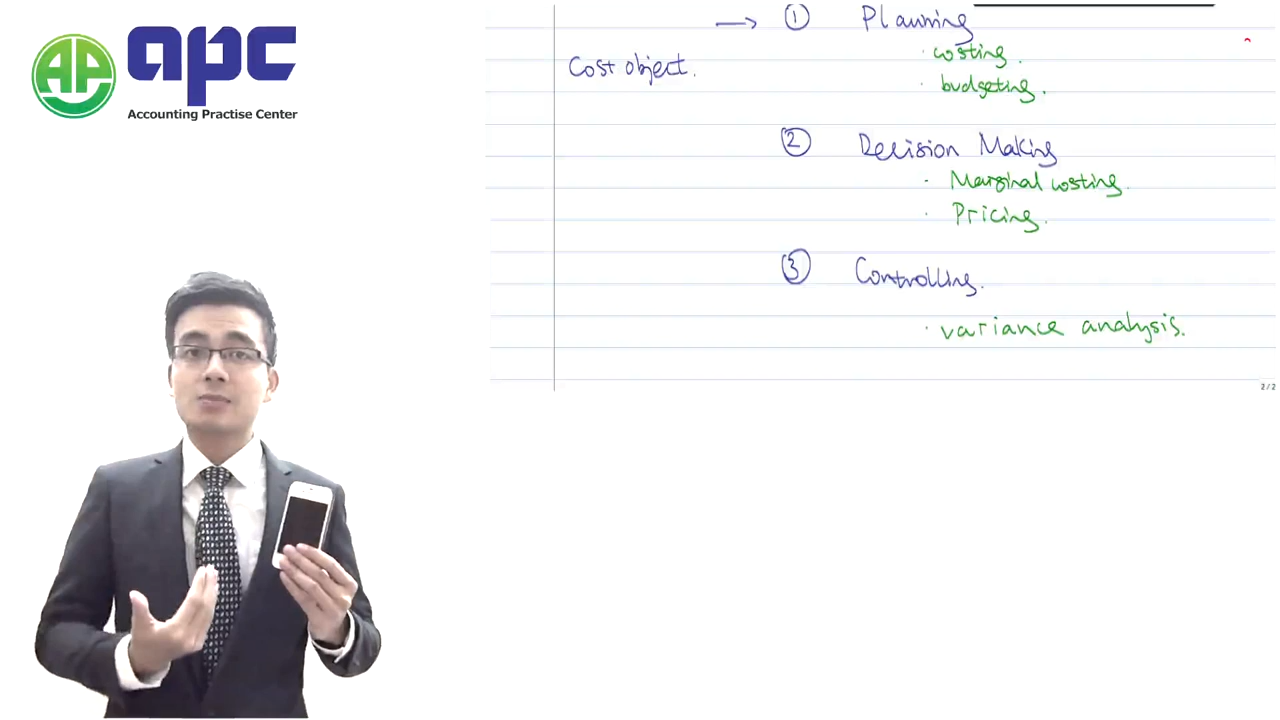 AP
apc
Accounting Practise Center
→ ① Planning
· costing.
Cost object.
· budgeting.
② Decision Making
· Marginal costing.
· Pricing.
③ Controlling.
· variance analysis.
2/2